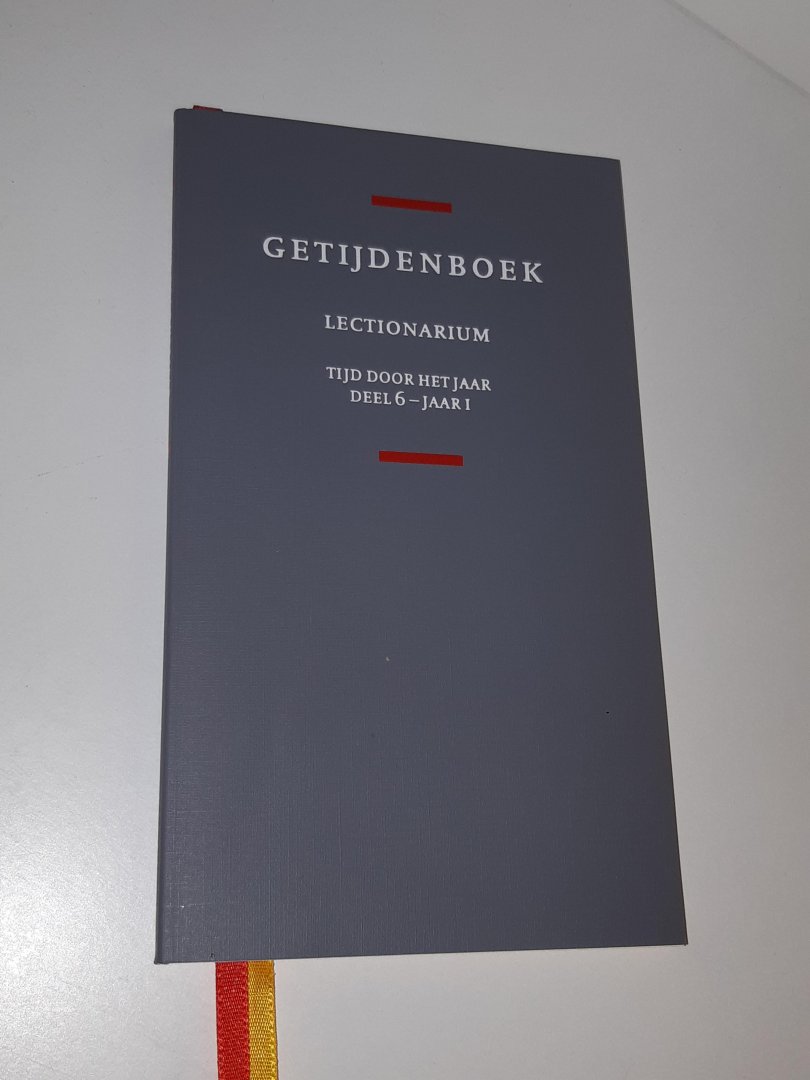 GETIJDENBOEK
LECTIONARIUM
TIJD DOOR HET JAAR
DEEL 6 – JAAR I